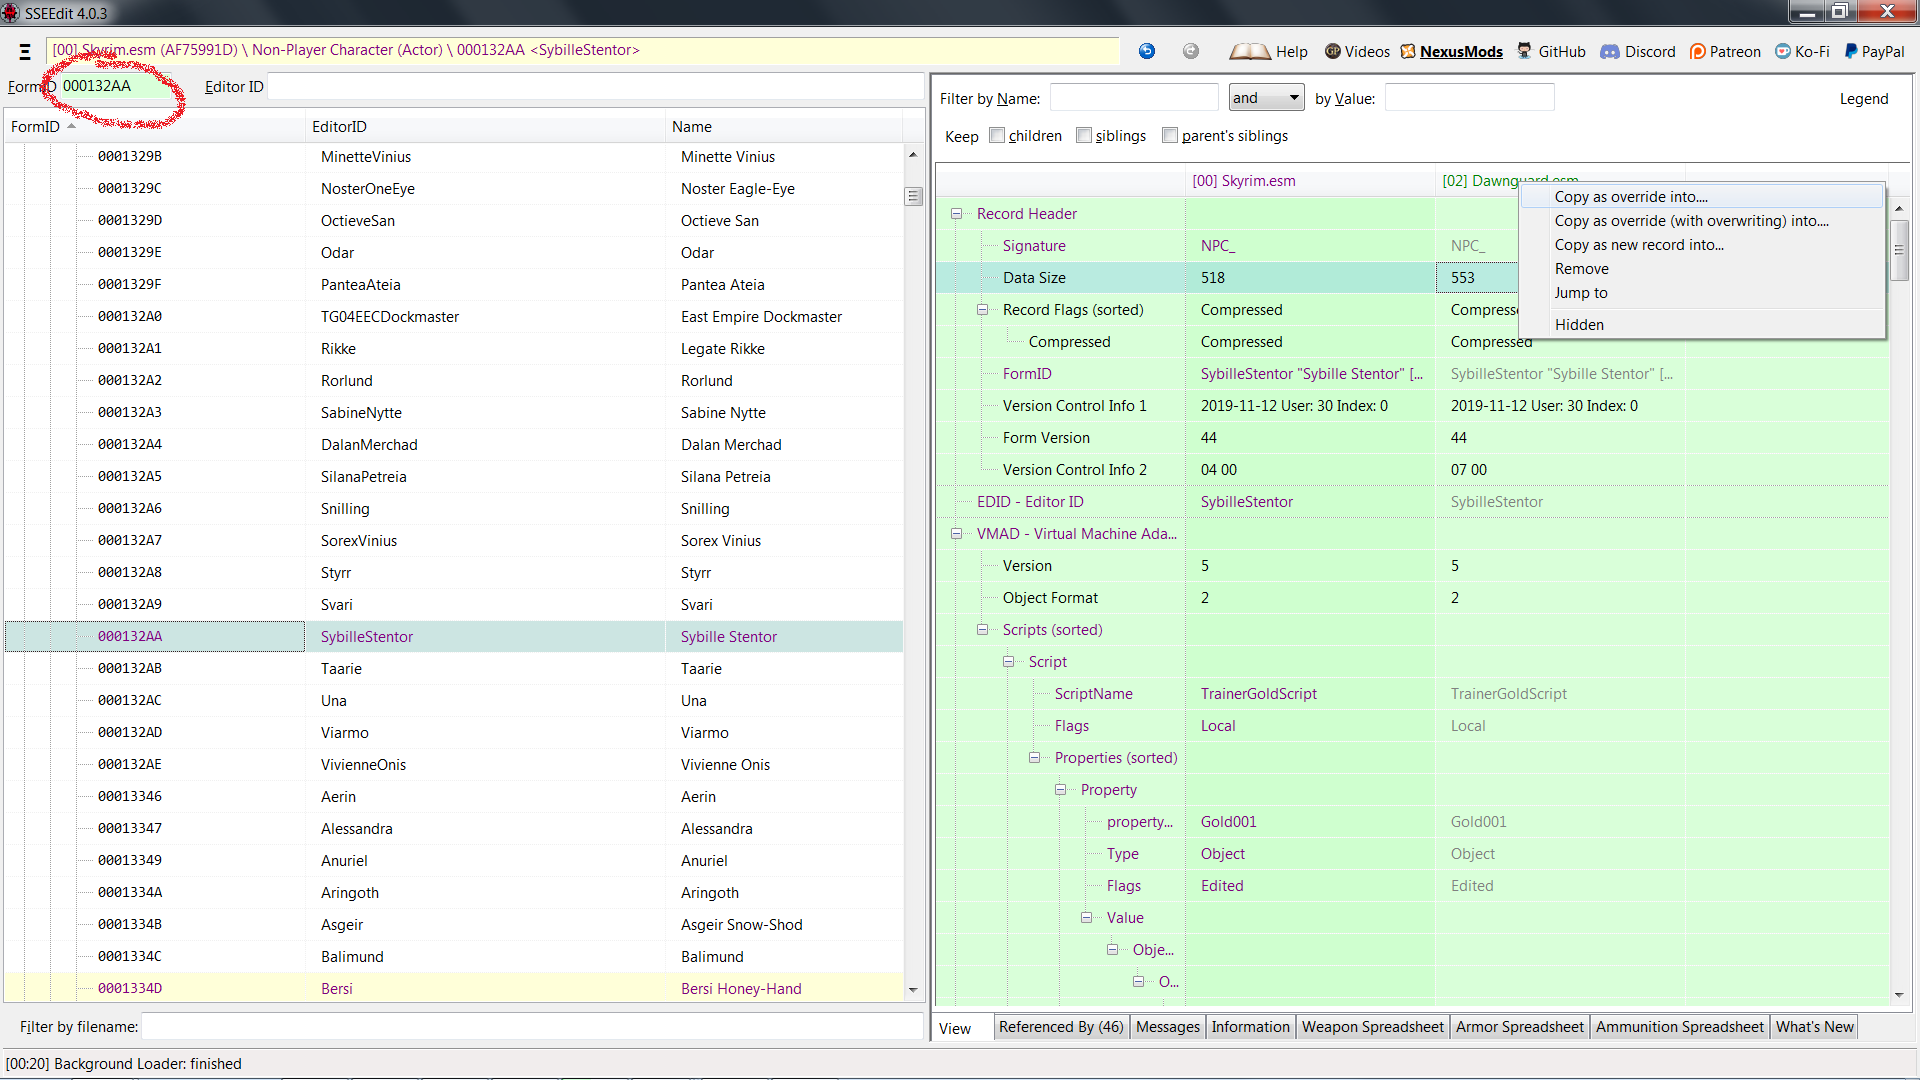 SSEEdit 4.0.3
[00] Skyrim.esm (AF75991D) \ Non-Player Character (Actor) \ 000132AA <SybilleStentor>
Help GP Videos NexusMods GitHub Discord Patreon Ko-Fi PayPal
FormID 000132AA Editor ID
FormID EditorID Name
0001329B MinetteVinius Minette Vinius
0001329C NosterOneEye Noster Eagle-Eye
0001329D OctieveSan Octieve San
0001329E Odar Odar
0001329F PanteaAteia Pantea Ateia
000132A0 TG04EECDockmaster East Empire Dockmaster
000132A1 Rikke Legate Rikke
000132A2 Rorlund Rorlund
000132A3 SabineNytte Sabine Nytte
000132A4 DalanMerchad Dalan Merchad
000132A5 SilanaPetreia Silana Petreia
000132A6 Snilling Snilling
000132A7 SorexVinius Sorex Vinius
000132A8 Styrr Styrr
000132A9 Svari Svari
000132AA SybilleStentor Sybille Stentor
000132AB Taarie Taarie
000132AC Una Una
000132AD Viarmo Viarmo
000132AE VivienneOnis Vivienne Onis
00013346 Aerin Aerin
00013347 Alessandra Alessandra
00013349 Anuriel Anuriel
0001334A Aringoth Aringoth
0001334B Asgeir Asgeir Snow-Shod
0001334C Balimund Balimund
0001334D Bersi Bersi Honey-Hand
Filter by filename:
Filter by Name: and by Value: Legend
Keep children siblings parent's siblings
[00] Skyrim.esm [02] Dawnguard.esm
Record Header
Signature NPC_ NPC_
Data Size 518 553
Record Flags (sorted) Compressed Compresse
Compressed Compressed Compressed
FormID SybilleStentor "Sybille Stentor" [... SybilleStentor "Sybille Stentor" [...
Version Control Info 1 2019-11-12 User: 30 Index: 0 2019-11-12 User: 30 Index: 0
Form Version 44 44
Version Control Info 2 04 00 07 00
EDID - Editor ID SybilleStentor SybilleStentor
VMAD - Virtual Machine Ada...
Version 5 5
Object Format 2 2
Scripts (sorted)
Script
ScriptName TrainerGoldScript TrainerGoldScript
Flags Local Local
Properties (sorted)
Property
property... Gold001 Gold001
Type Object Object
Flags Edited Edited
Value
Obje...
O...
Copy as override into....
Copy as override (with overwriting) into....
Copy as new record into...
Remove
Jump to
Hidden
View Referenced By (46) Messages Information Weapon Spreadsheet Armor Spreadsheet Ammunition Spreadsheet What's New
[00:20] Background Loader: finished